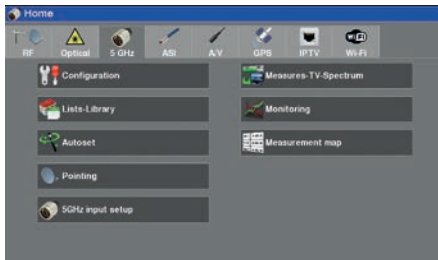 Home
RF Optical 5 GHz ASI A/V GPS IPTV Wi-Fi
Configuration
Measures-TV-Spectrum
Lists-Library
Monitoring
Autoset
Measurement map
Pointing
5GHz input setup